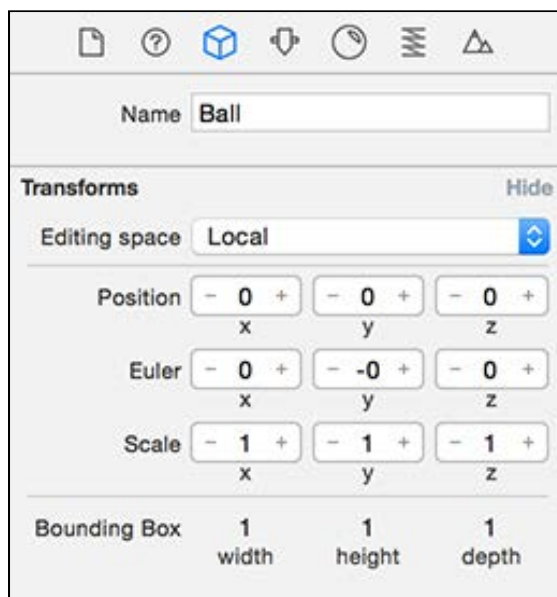 Name Ball
Transforms Hide
Editing space Local
Position − 0 + − 0 + − 0 +
x y z
Euler − 0 + − -0 + − 0 +
x y z
Scale − 1 + − 1 + − 1 +
x y z
Bounding Box 1 1 1
width height depth